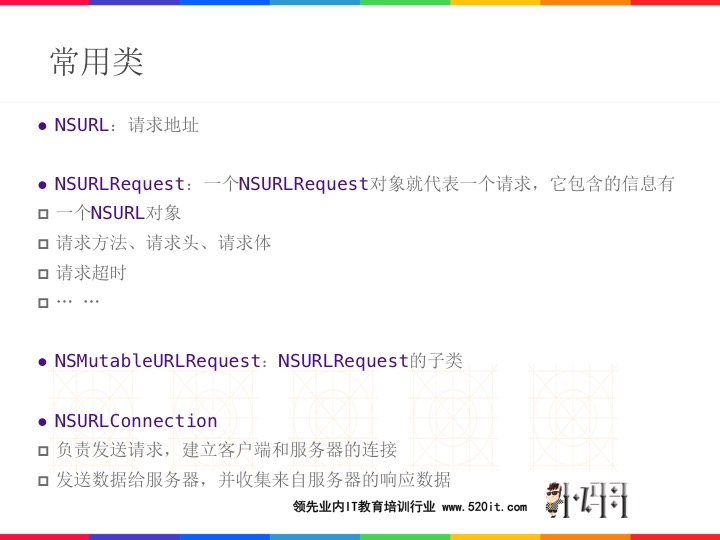 常用类
NSURL：请求地址
NSURLRequest：一个NSURLRequest对象就代表一个请求，它包含的信息有
一个NSURL对象
请求方法、请求头、请求体
请求超时
… …
NSMutableURLRequest：NSURLRequest的子类
NSURLConnection
负责发送请求，建立客户端和服务器的连接
发送数据给服务器，并收集来自服务器的响应数据
领先业内IT教育培训行业 www.520it.com
小码哥